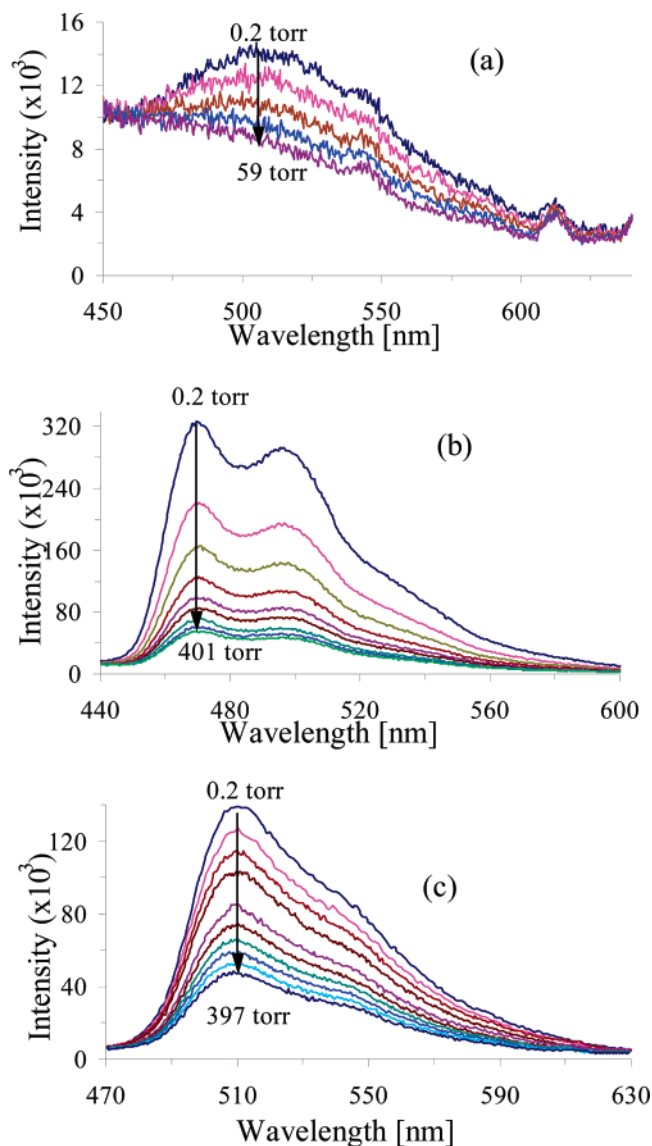 16
0.2 torr
(a)
12
8
59 torr
4
0
Intensity (x10³)
450 500 550 600
Wavelength [nm]
0.2 torr
320
(b)
240
160
80
401 torr
0
Intensity (x10³)
440 480 520 560 600
Wavelength [nm]
0.2 torr
120
(c)
80
40
397 torr
0
Intensity (x10³)
470 510 550 590 630
Wavelength [nm]